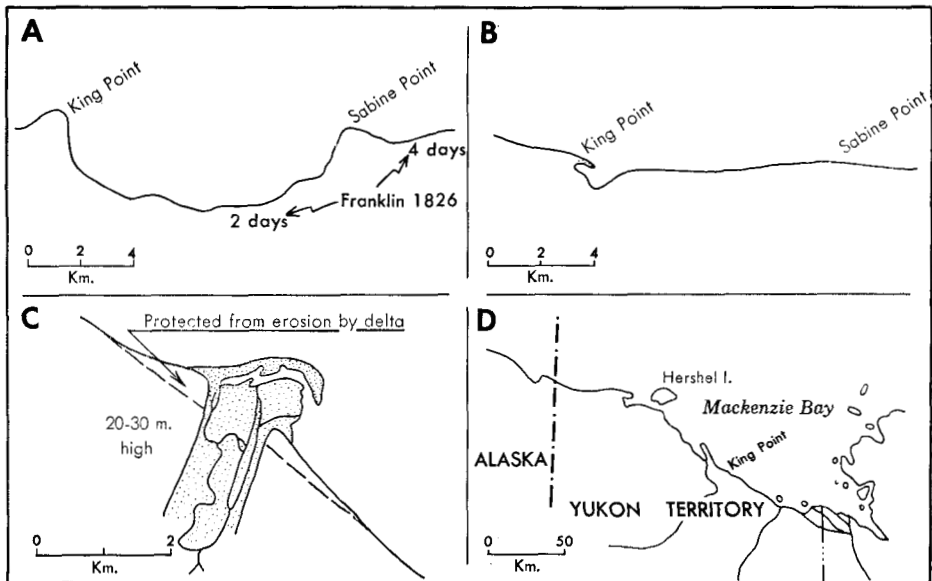 A
King Point
Sabine Point
4 days
Franklin 1826
2 days
0 2 4
Km.
B
King Point
Sabine Point
0 2 4
Km.
C
Protected from erosion by delta
20-30 m.
high
0 2
Km.
D
Hershel I.
Mackenzie Bay
King Point
ALASKA
YUKON TERRITORY
0 50
Km.